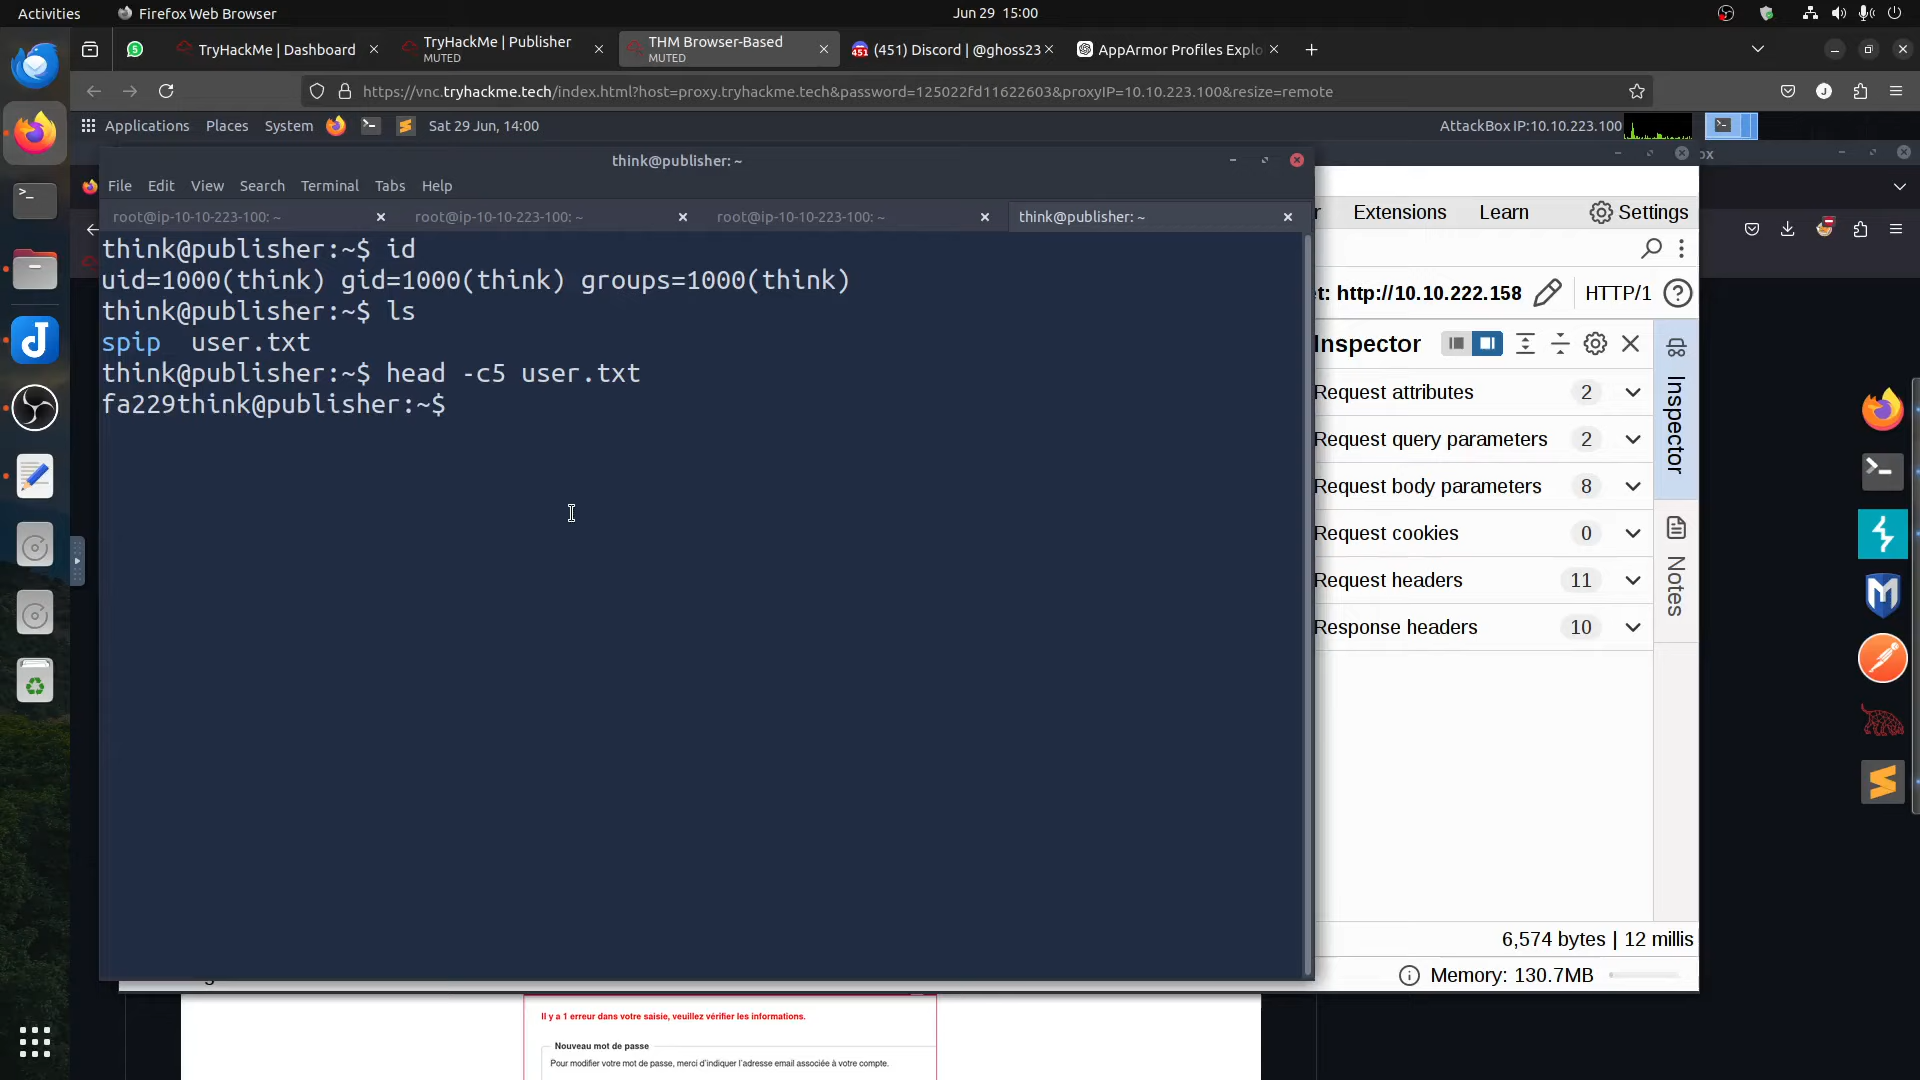 Activities
Firefox Web Browser
Jun 29 15:00
TryHackMe | Dashboard
TryHackMe | Publisher
MUTED
THM Browser-Based
MUTED
(451) Discord | @ghoss23
AppArmor Profiles Explo
https://vnc.tryhackme.tech/index.html?host=proxy.tryhackme.tech&password=125022fd11622603&proxyIP=10.10.223.100&resize=remote
Applications Places System
Sat 29 Jun, 14:00
AttackBox IP:10.10.223.100
think@publisher: ~
File Edit View Search Terminal Tabs Help
root@ip-10-10-223-100: ~
root@ip-10-10-223-100: ~
root@ip-10-10-223-100: ~
think@publisher: ~
think@publisher:~$ id
uid=1000(think) gid=1000(think) groups=1000(think)
think@publisher:~$ ls
spip user.txt
think@publisher:~$ head -c5 user.txt
fa229think@publisher:~$
Extensions Learn Settings
t: http://10.10.222.158 HTTP/1
Inspector
Request attributes 2
Request query parameters 2
Request body parameters 8
Request cookies 0
Request headers 11
Response headers 10
Inspector
Notes
6,574 bytes | 12 millis
Memory: 130.7MB
Il y a 1 erreur dans votre saisie, veuillez vérifier les informations.
Nouveau mot de passe
Pour modifier votre mot de passe, merci d'indiquer l'adresse email associée à votre compte.